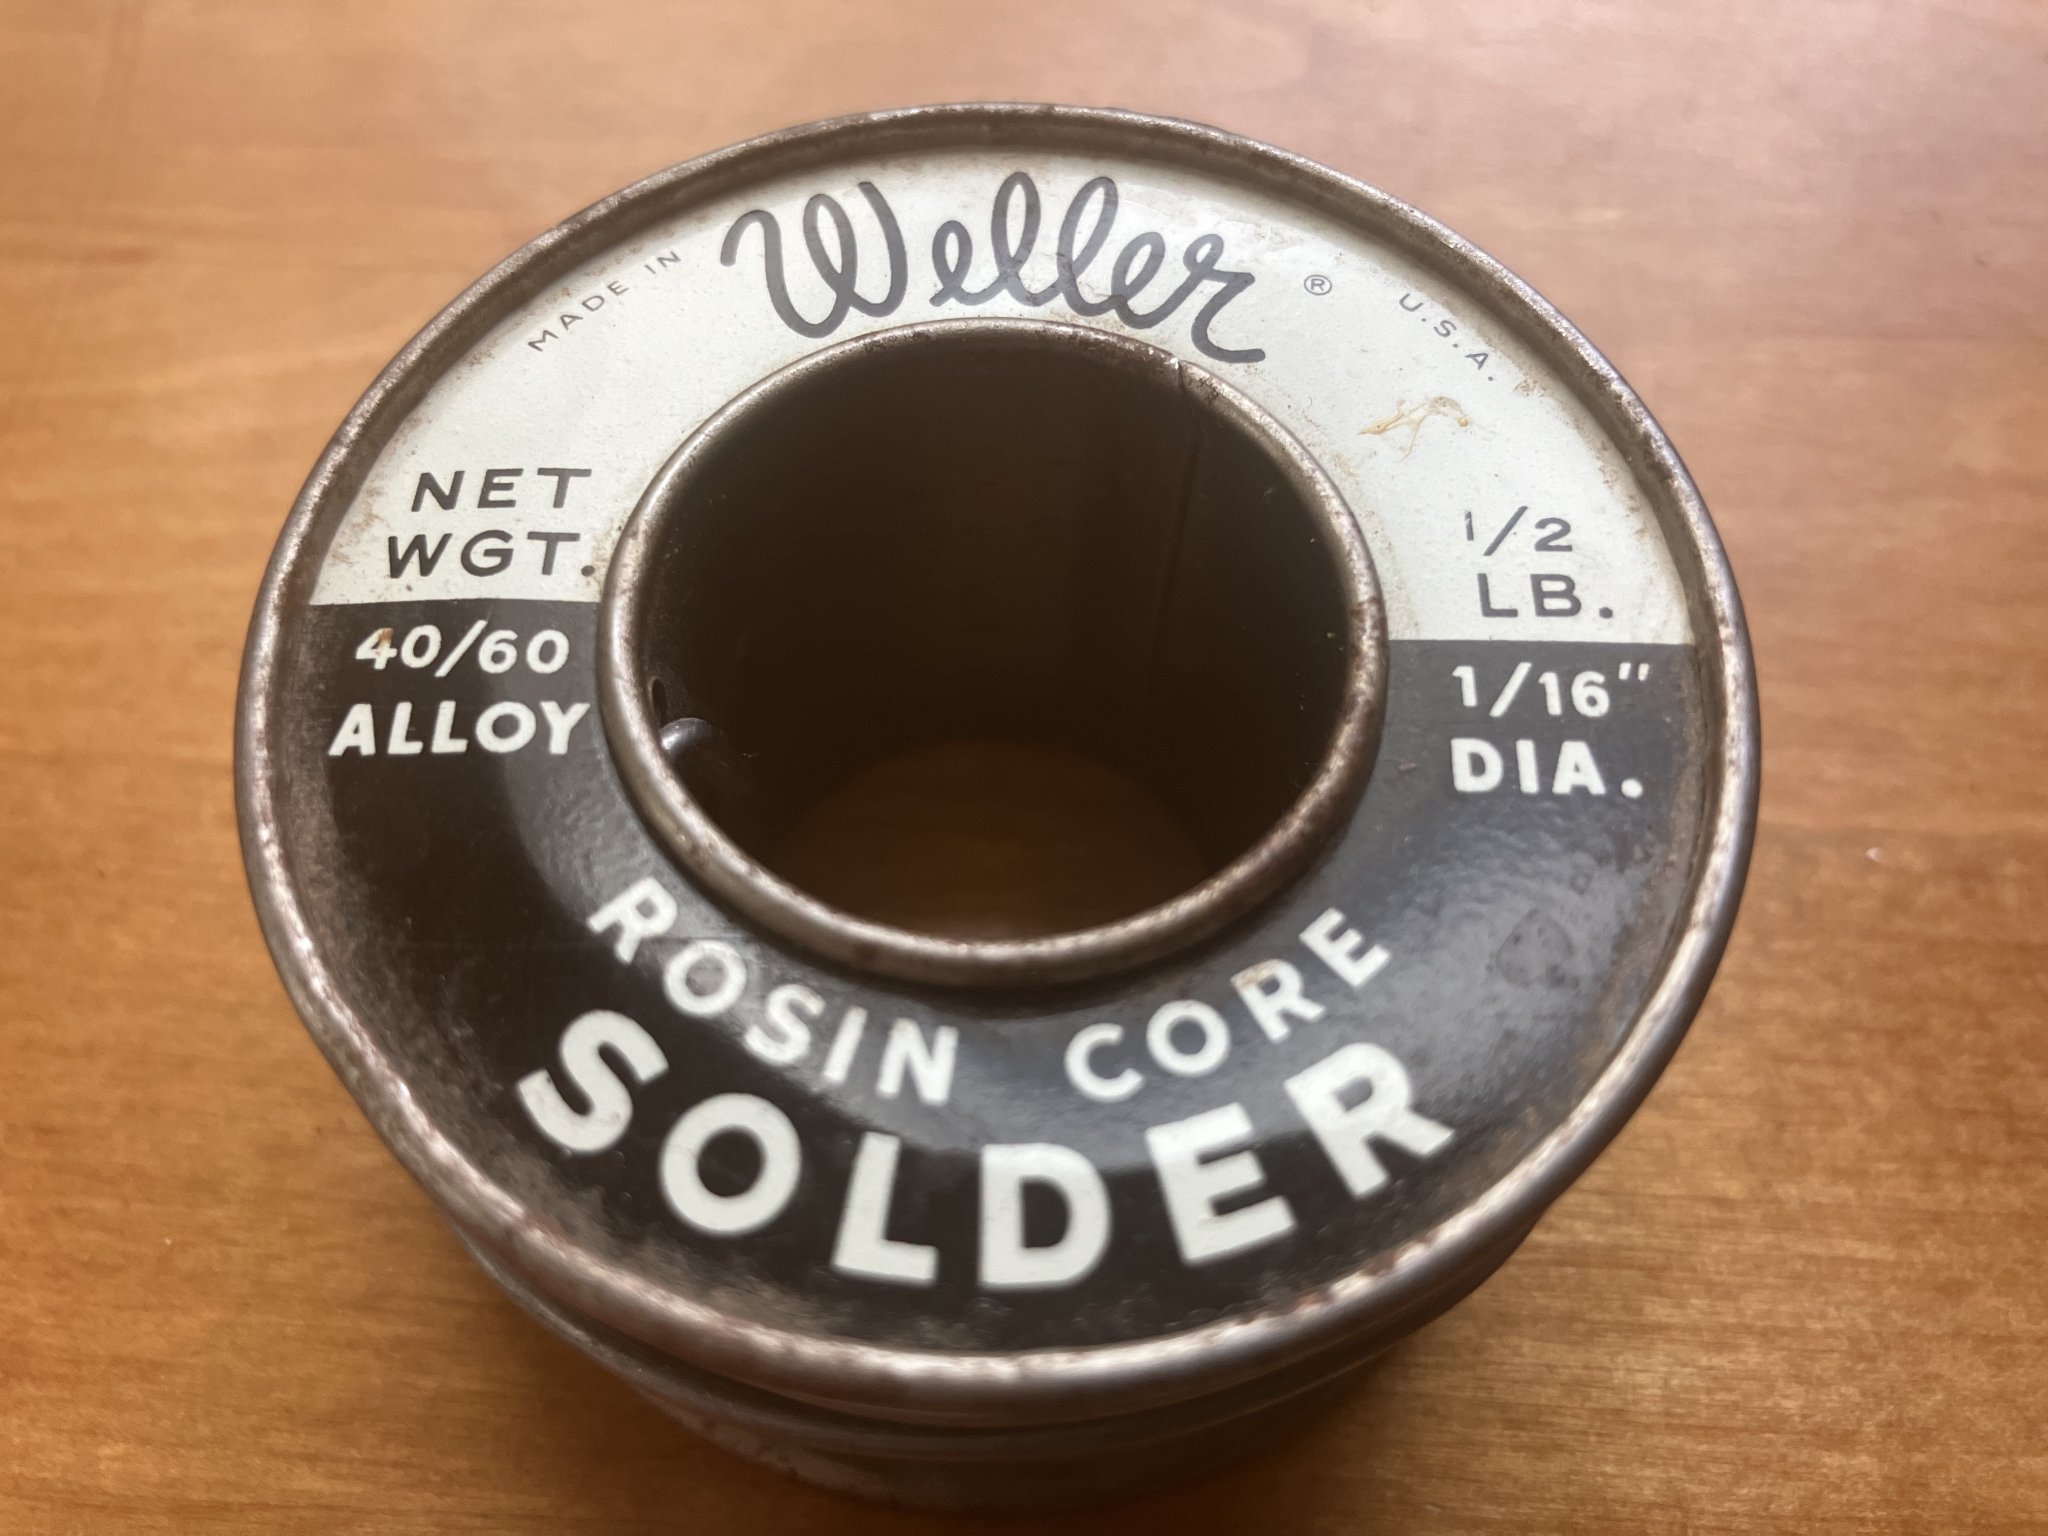 Weller ®
MADE IN U.S.A.
NET
WGT.
1/2
LB.
40/60
ALLOY
1/16"
DIA.
ROSIN CORE
SOLDER